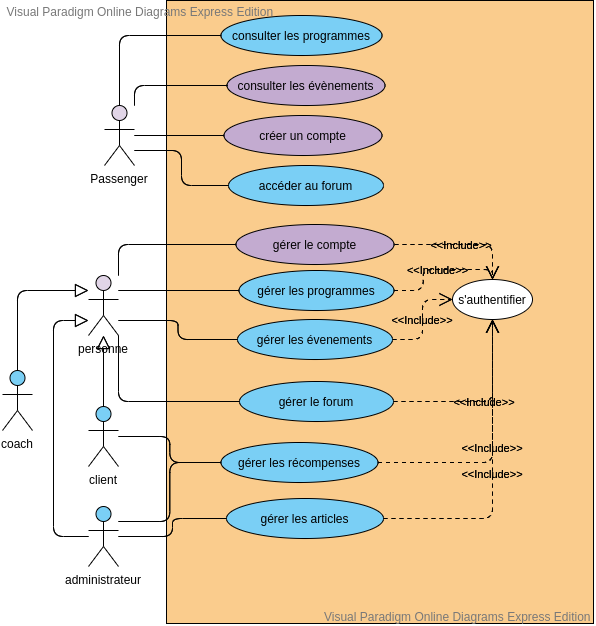 Visual Paradigm Online Diagrams Express Edition
consulter les programmes
consulter les évènements
créer un compte
Passenger
accéder au forum
gérer le compte
<<Include>>
<<Include>>
gérer les programmes
s'authentifier
<<Include>>
gérer les évenements
personne
gérer le forum
<<Include>>
coach
<<Include>>
gérer les récompenses
client
<<Include>>
gérer les articles
administrateur
Visual Paradigm Online Diagrams Express Edition